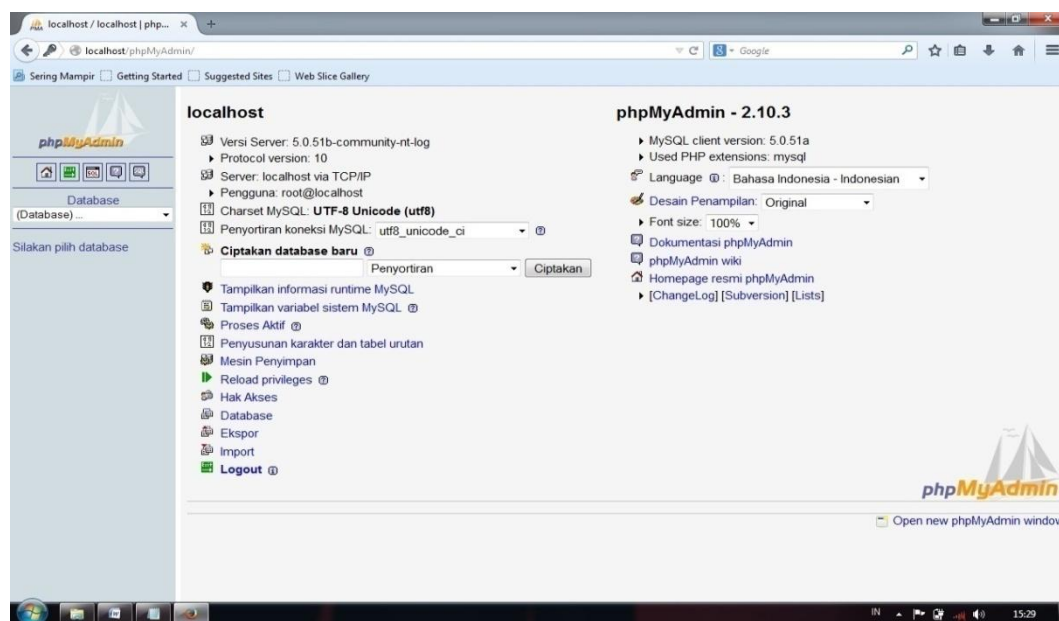 localhost / localhost | php...
localhost/phpMyAdmin/
Google
Sering Mampir Getting Started Suggested Sites Web Slice Gallery
phpMyAdmin
Database
(Database) ...
Silakan pilih database
localhost
Versi Server: 5.0.51b-community-nt-log
Protocol version: 10
Server: localhost via TCP/IP
Pengguna: root@localhost
Charset MySQL: UTF-8 Unicode (utf8)
Penyortiran koneksi MySQL: utf8_unicode_ci
Ciptakan database baru
Penyortiran Ciptakan
Tampilkan informasi runtime MySQL
Tampilkan variabel sistem MySQL
Proses Aktif
Penyusunan karakter dan tabel urutan
Mesin Penyimpan
Reload privileges
Hak Akses
Database
Ekspor
Import
Logout
phpMyAdmin - 2.10.3
MySQL client version: 5.0.51a
Used PHP extensions: mysql
Language : Bahasa Indonesia - Indonesian
Desain Penampilan: Original
Font size: 100%
Dokumentasi phpMyAdmin
phpMyAdmin wiki
Homepage resmi phpMyAdmin
[ChangeLog] [Subversion] [Lists]
phpMyAdmin
Open new phpMyAdmin window
IN 15:29